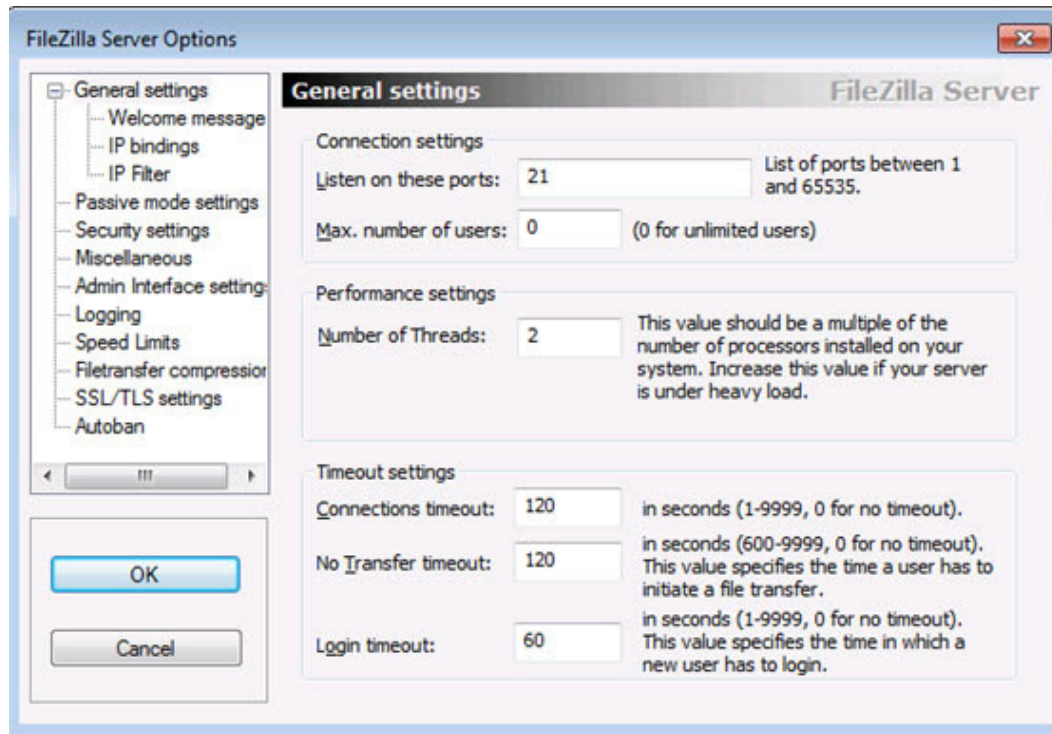 FileZilla Server Options
General settings
Welcome message
IP bindings
IP Filter
Passive mode settings
Security settings
Miscellaneous
Admin Interface setting
Logging
Speed Limits
Filetransfer compression
SSL/TLS settings
Autoban
OK
Cancel
General settings
FileZilla Server
Connection settings
Listen on these ports: 21 List of ports between 1
and 65535.
Max. number of users: 0 (0 for unlimited users)
Performance settings
Number of Threads: 2 This value should be a multiple of the
number of processors installed on your
system. Increase this value if your server
is under heavy load.
Timeout settings
Connections timeout: 120 in seconds (1-9999, 0 for no timeout).
No Transfer timeout: 120 in seconds (600-9999, 0 for no timeout).
This value specifies the time a user has to
initiate a file transfer.
Login timeout: 60 in seconds (1-9999, 0 for no timeout).
This value specifies the time in which a
new user has to login.